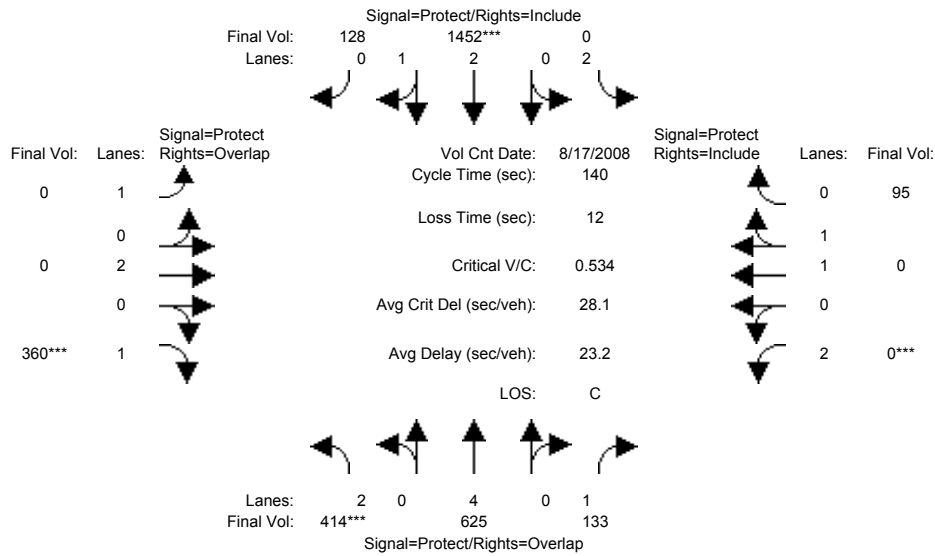 Signal=Protect/Rights=Include
Final Vol: 128 1452*** 0
Lanes: 0 1 2 0 2
Signal=Protect
Final Vol: Lanes: Rights=Overlap
Vol Cnt Date: 8/17/2008
Signal=Protect
Rights=Include Lanes: Final Vol:
Cycle Time (sec): 140
0 1
0 95
Loss Time (sec): 12
0
1
0 2
Critical V/C: 0.534
1 0
0
Avg Crit Del (sec/veh): 28.1
0
360*** 1
Avg Delay (sec/veh): 23.2
2 0***
LOS: C
Lanes: 2 0 4 0 1
Final Vol: 414*** 625 133
Signal=Protect/Rights=Overlap